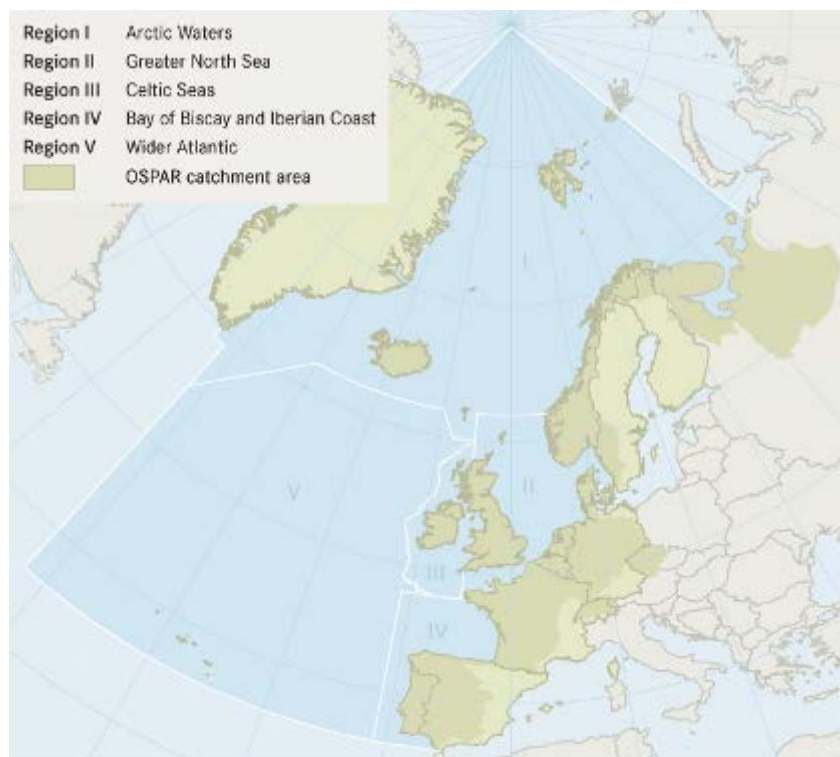 Region I Arctic Waters
Region II Greater North Sea
Region III Celtic Seas
Region IV Bay of Biscay and Iberian Coast
Region V Wider Atlantic
OSPAR catchment area
I
II
V
III
IV